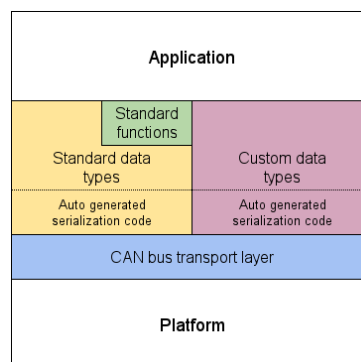 Application
Standard
functions
Standard data
types
Custom data
types
Auto generated
serialization code
Auto generated
serialization code
CAN bus transport layer
Platform